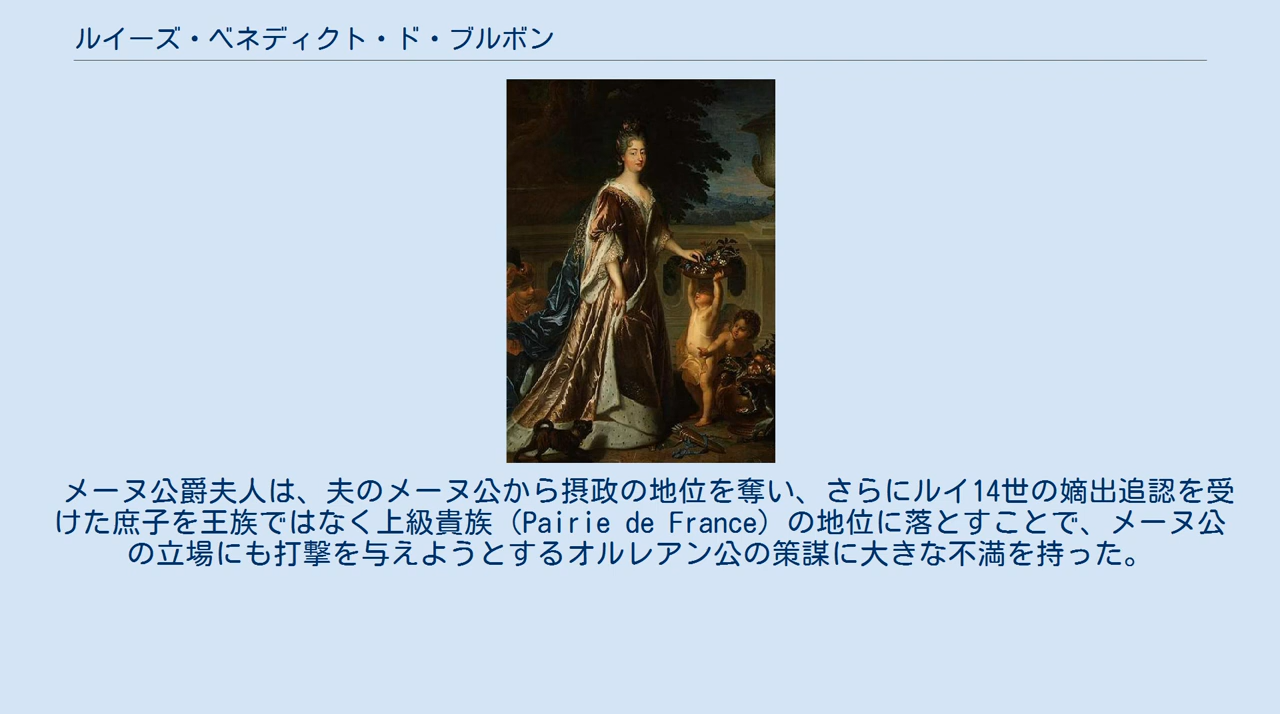 ルイーズ・ベネディクト・ド・ブルボン
メーヌ公爵夫人は、夫のメーヌ公から摂政の地位を奪い、さらにルイ14世の嫡出追認を受
けた庶子を王族ではなく上級貴族（Pairie de France）の地位に落とすことで、メーヌ公
の立場にも打撃を与えようとするオルレアン公の策謀に大きな不満を持った。